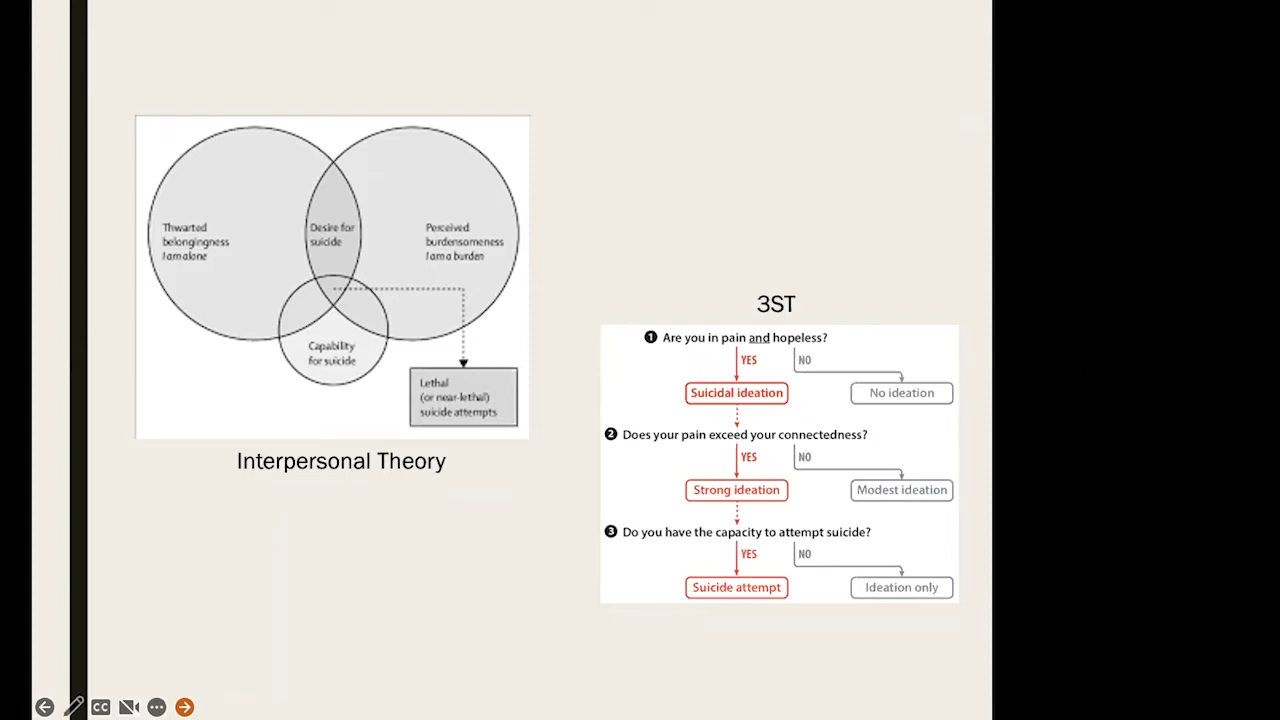 Thwarted
belongingness
I am alone
Desire for
suicide
Perceived
burdensomeness
I am a burden
Capability
for suicide
Lethal
(or near-lethal)
suicide attempts
Interpersonal Theory
3ST
1 Are you in pain and hopeless?
YES NO
Suicidal ideation No ideation
2 Does your pain exceed your connectedness?
YES NO
Strong ideation Modest ideation
3 Do you have the capacity to attempt suicide?
YES NO
Suicide attempt Ideation only
CC